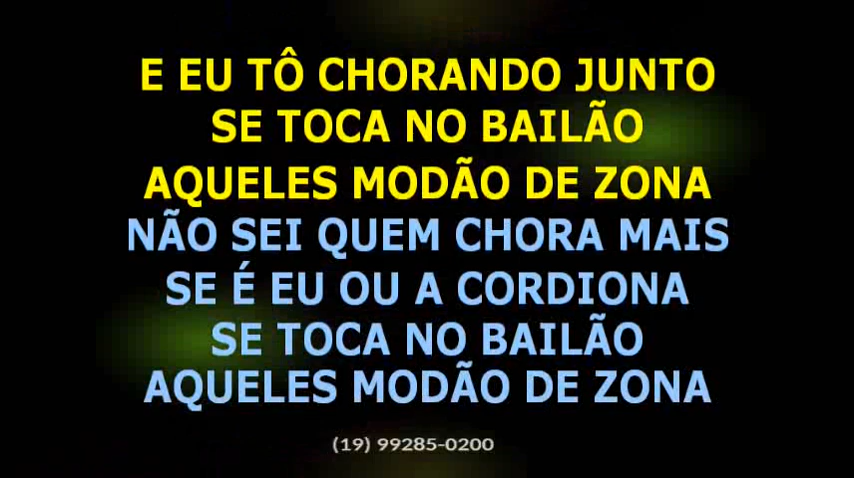 E EU TÔ CHORANDO JUNTO
SE TOCA NO BAILÃO
AQUELES MODÃO DE ZONA
NÃO SEI QUEM CHORA MAIS
SE É EU OU A CORDIONA
SE TOCA NO BAILÃO
AQUELES MODÃO DE ZONA
(19) 99285-0200